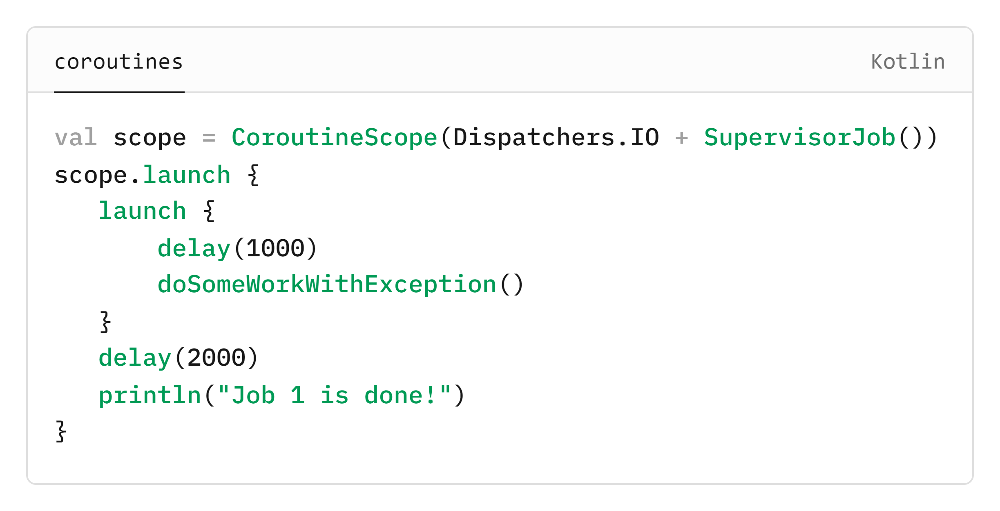 coroutines
Kotlin
val scope = CoroutineScope(Dispatchers.IO + SupervisorJob())
scope.launch {
   launch {
       delay(1000)
       doSomeWorkWithException()
   }
   delay(2000)
   println("Job 1 is done!")
}